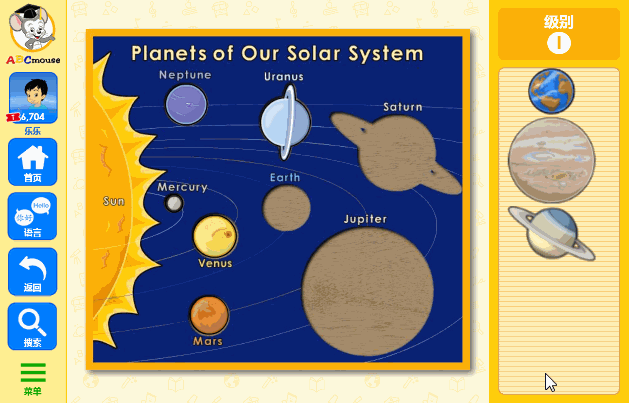 ABCmouse
1 6,704
乐乐
首页
你好 Hello
语言
返回
搜索
菜单
Planets of Our Solar System
Neptune
Uranus
Saturn
Earth
Mercury
Sun
Jupiter
Venus
Mars
级别
1